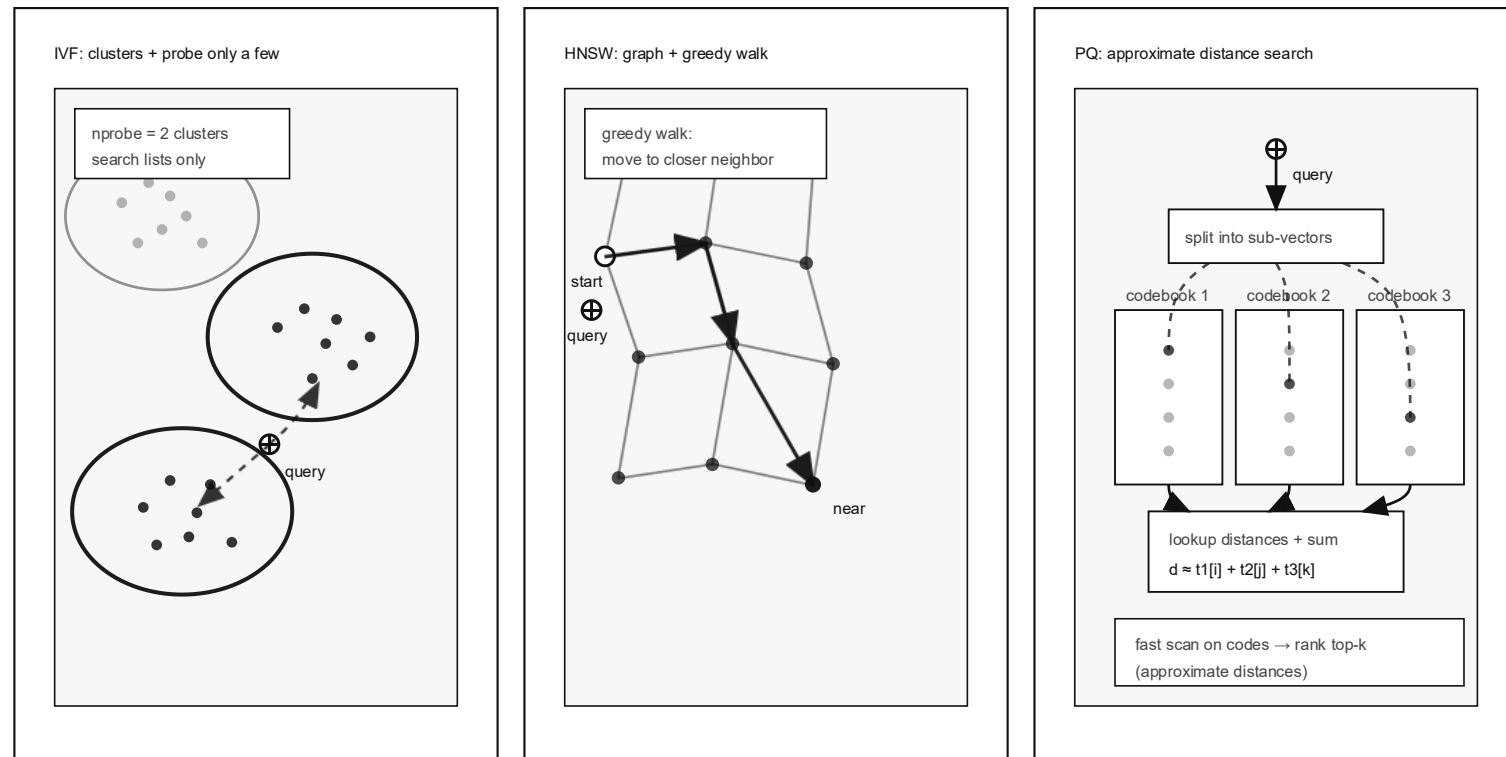 IVF: clusters + probe only a few
nprobe = 2 clusters
search lists only
query
HNSW: graph + greedy walk
greedy walk:
move to closer neighbor
start
query
near
PQ: approximate distance search
query
split into sub-vectors
codebook 1
codebook 2
codebook 3
lookup distances + sum
d ≈ t1[i] + t2[j] + t3[k]
fast scan on codes → rank top-k
(approximate distances)